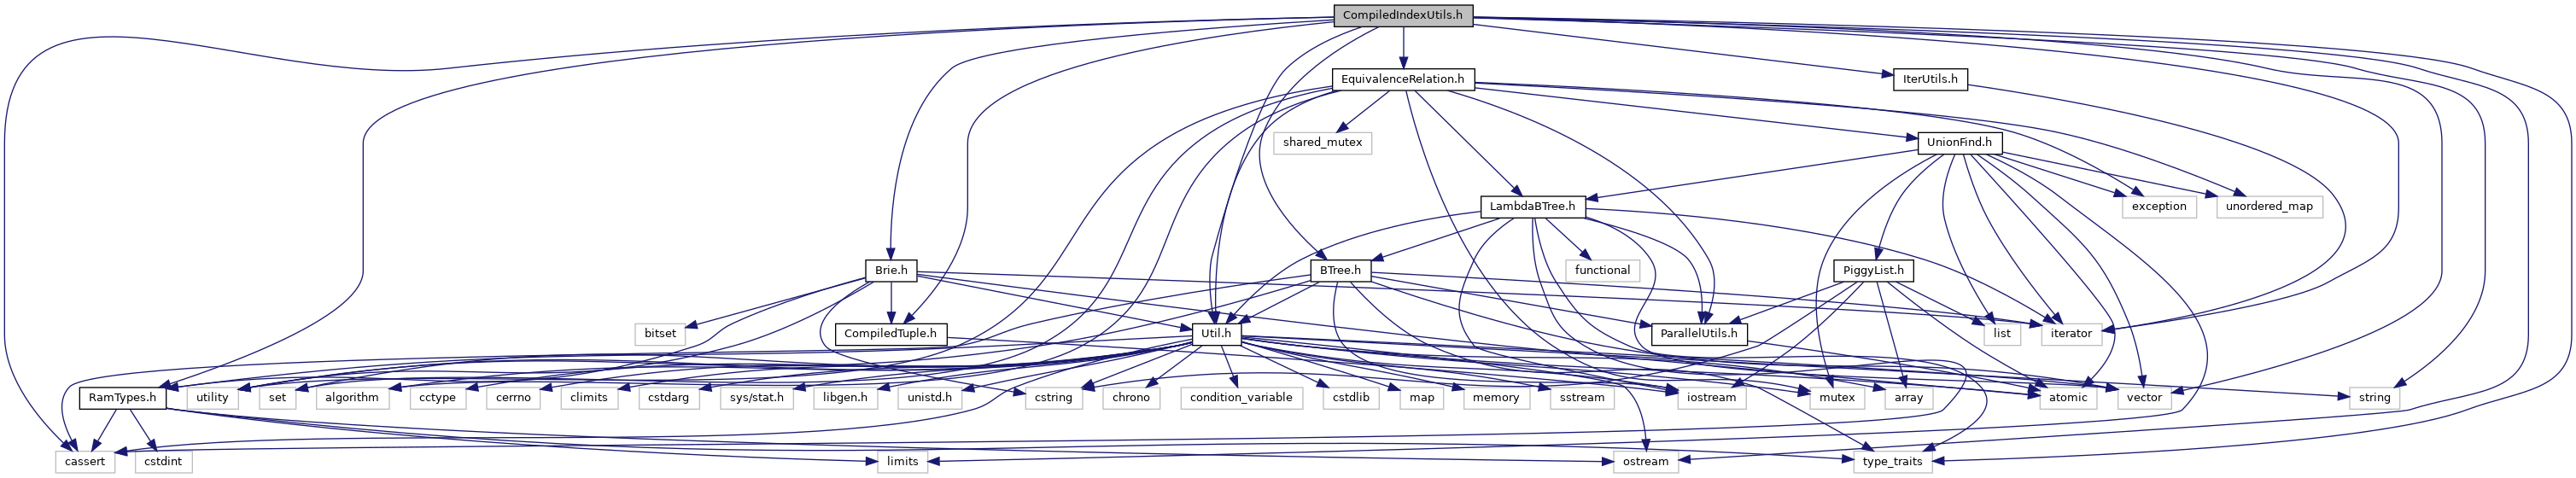 CompiledIndexUtils.h
EquivalenceRelation.h
IterUtils.h
shared_mutex
UnionFind.h
LambdaBTree.h
exception
unordered_map
Brie.h
BTree.h
functional
PiggyList.h
bitset
CompiledTuple.h
Util.h
ParallelUtils.h
list
iterator
RamTypes.h
utility
set
algorithm
cctype
cerrno
climits
cstdarg
sys/stat.h
libgen.h
unistd.h
cstring
chrono
condition_variable
cstdlib
map
memory
sstream
iostream
mutex
array
atomic
vector
string
cassert
cstdint
limits
ostream
type_traits